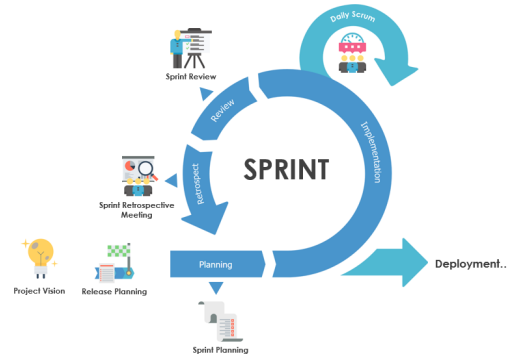 Daily Scrum
Sprint Review
Review
Implementation
SPRINT
Retrospect
Sprint Retrospective
Meeting
Planning
Deployment..
Project Vision
Release Planning
Sprint Planning